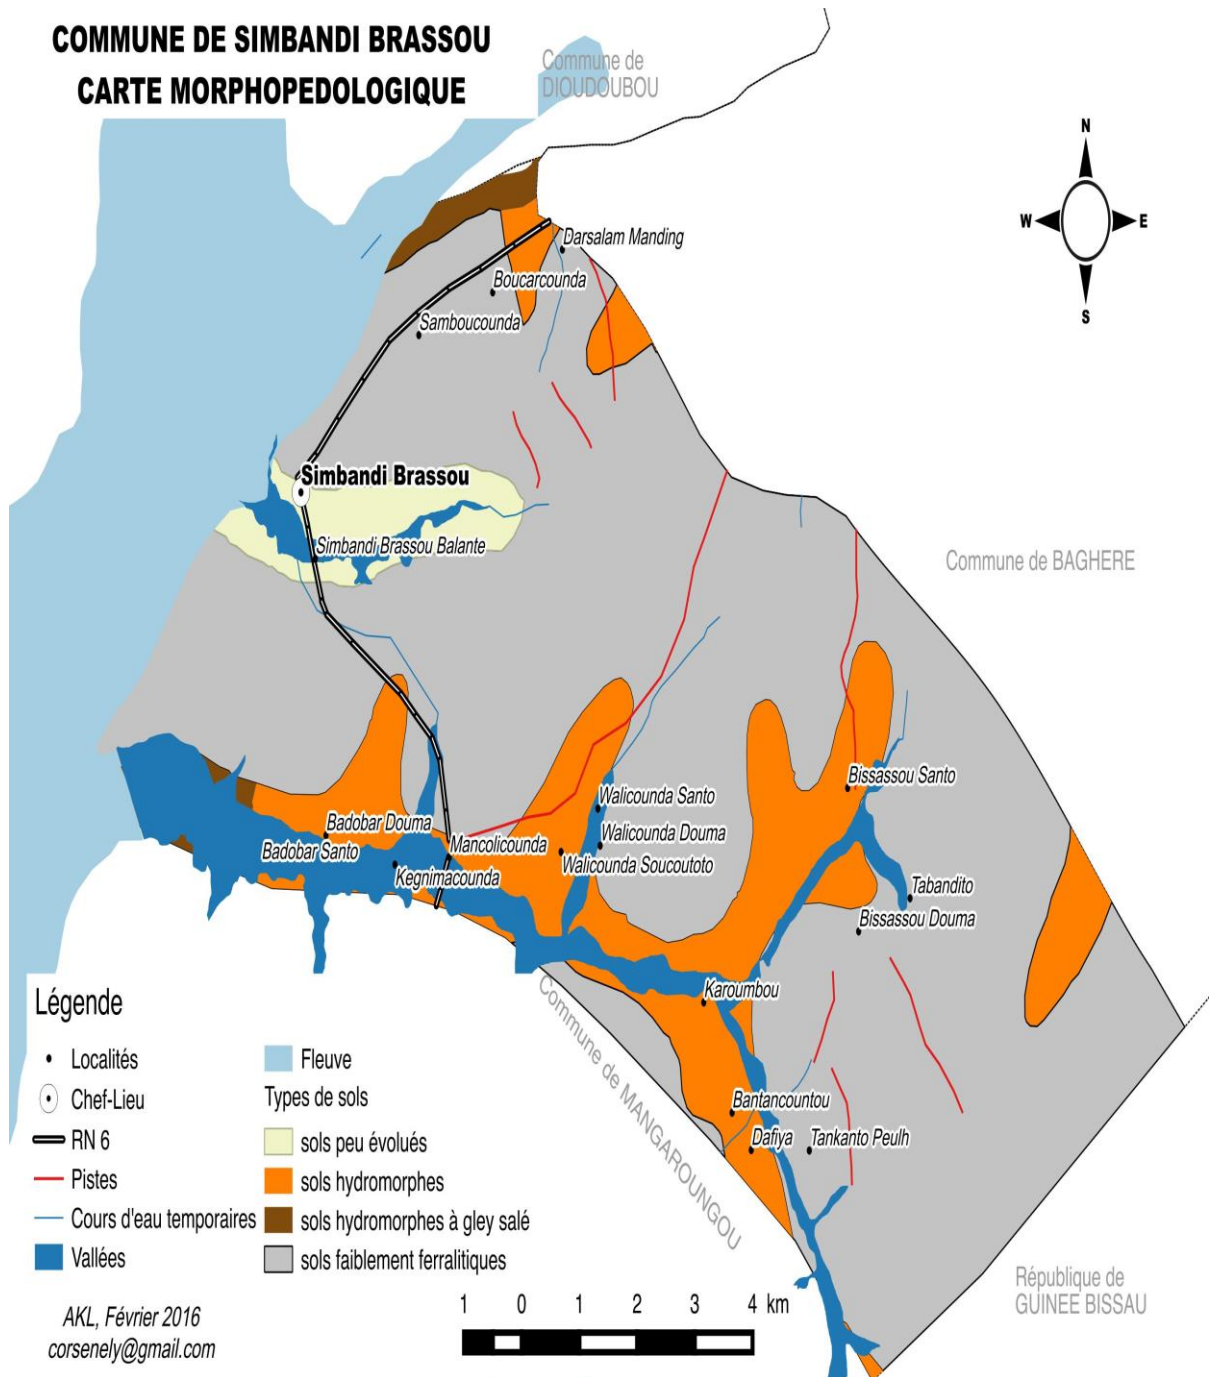 COMMUNE DE SIMBANDI BRASSOU
CARTE MORPHOPEDOLOGIQUE
Commune de
DIOUDOUBOU
N
W
E
S
Darsalam Manding
Boucarcounda
Samboucounda
Simbandi Brassou
Simbandi Brassou Balante
Commune de BAGHERE
Bissassou Santo
Walicounda Santo
Badobar Douma
Walicounda Douma
Badobar Santo
Mancolicounda
Walicounda Soucoutoto
Kegnimacounda
Tabandito
Bissassou Douma
Karoumbou
Commune de MANGAROUNGOU
Bantancountou
Dafiya
Tankanto Peulh
République de
GUINEE BISSAU
Légende
Localités
Chef-Lieu
RN 6
Pistes
Cours d'eau temporaires
Vallées
Fleuve
Types de sols
sols peu évolués
sols hydromorphes
sols hydromorphes à gley salé
sols faiblement ferralitiques
AKL, Février 2016
corsenely@gmail.com
1 0 1 2 3 4 km